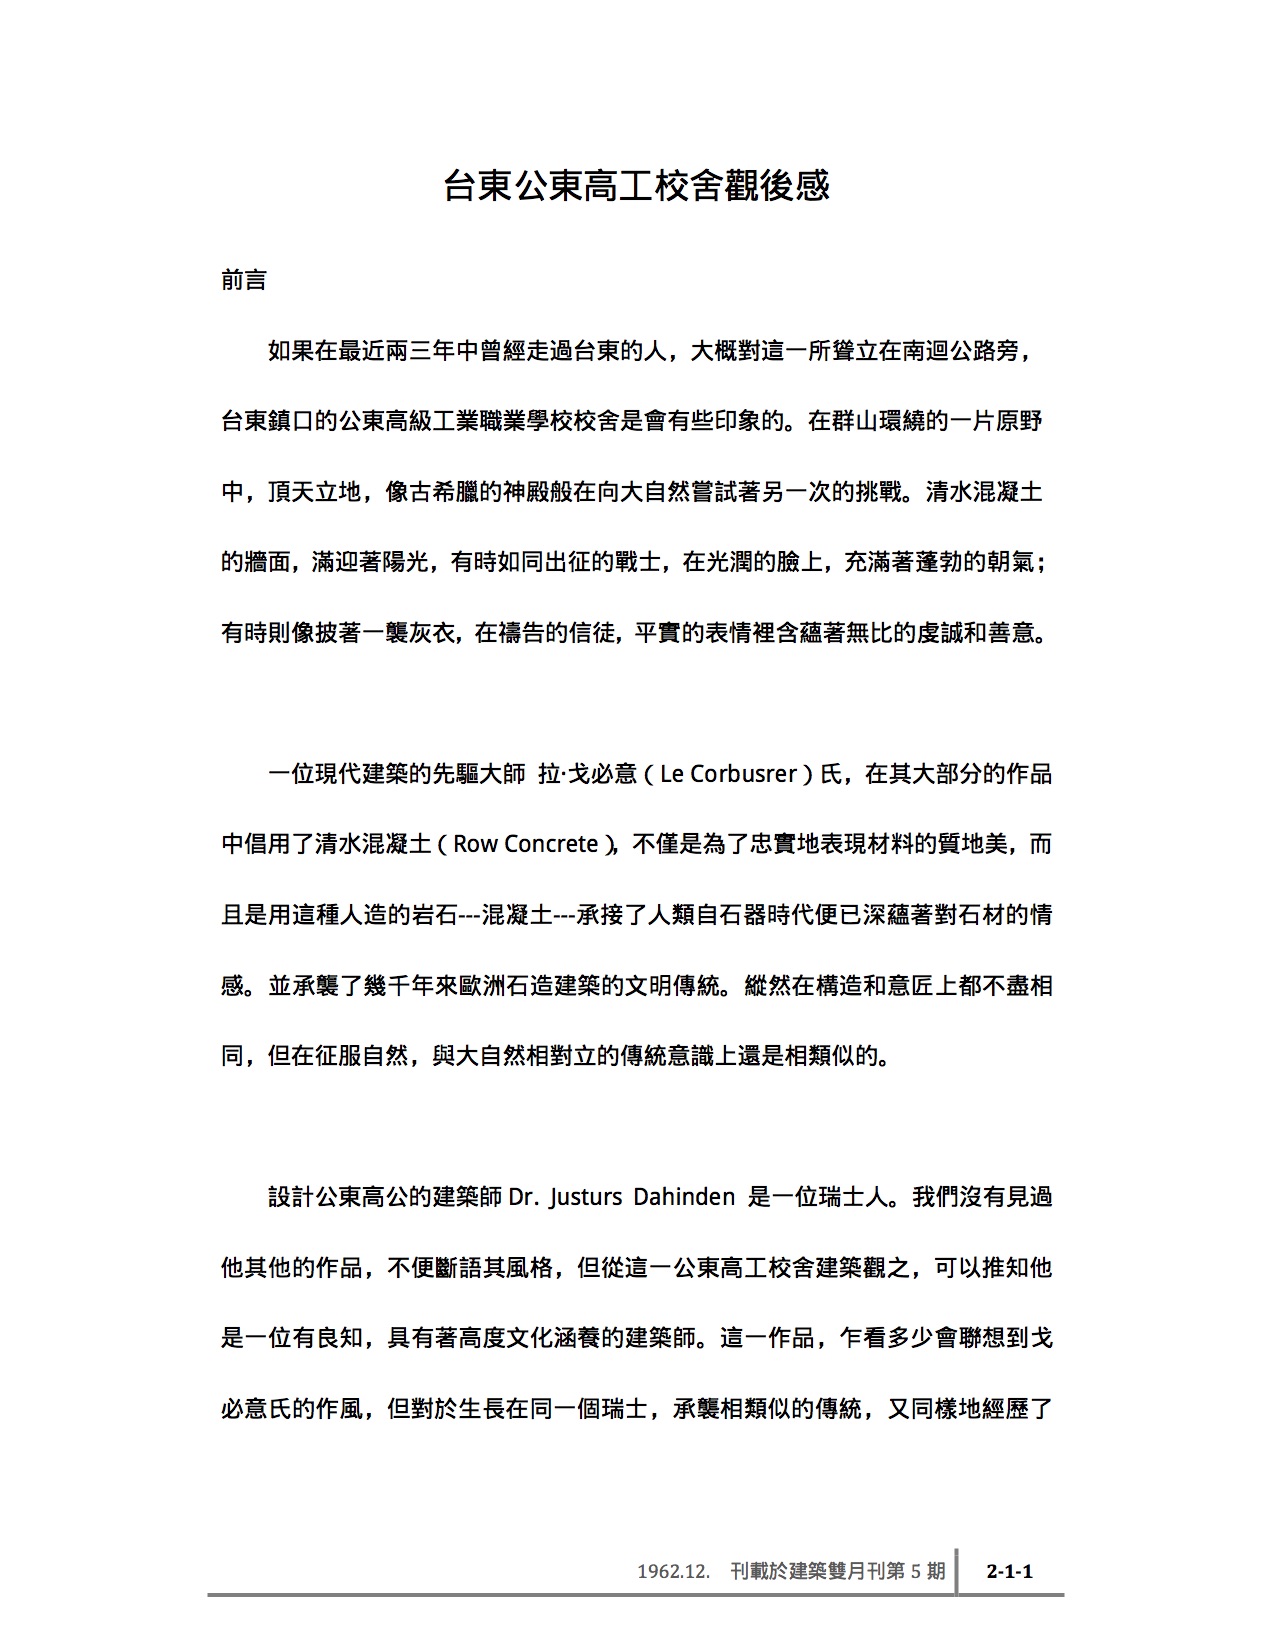 台東公東高工校舍觀後感
前言
如果在最近兩三年中曾經走過台東的人，大概對這一所聳立在南迴公路旁，
台東鎮口的公東高級工業職業學校校舍是會有些印象的。在群山環繞的一片原野
中，頂天立地，像古希臘的神殿般在向大自然嘗試著另一次的挑戰。清水混凝土
的牆面，滿迎著陽光，有時如同出征的戰士，在光潤的臉上，充滿著蓬勃的朝氣；
有時則像披著一襲灰衣，在禱告的信徒，平實的表情裡含蘊著無比的虔誠和善意。
一位現代建築的先驅大師 拉·戈必意（Le Corbusrer）氏，在其大部分的作品
中倡用了清水混凝土（Row Concrete），不僅是為了忠實地表現材料的質地美，而
且是用這種人造的岩石---混凝土---承接了人類自石器時代便已深蘊著對石材的情
感。並承襲了幾千年來歐洲石造建築的文明傳統。縱然在構造和意匠上都不盡相
同，但在征服自然，與大自然相對立的傳統意識上還是相類似的。
設計公東高公的建築師 Dr. Justurs Dahinden 是一位瑞士人。我們沒有見過
他其他的作品，不便斷語其風格，但從這一公東高工校舍建築觀之，可以推知他
是一位有良知，具有著高度文化涵養的建築師。這一作品，乍看多少會聯想到戈
必意氏的作風，但對於生長在同一個瑞士，承襲相類似的傳統，又同樣地經歷了
1962.12. 刊載於建築雙月刊第 5 期 2-1-1